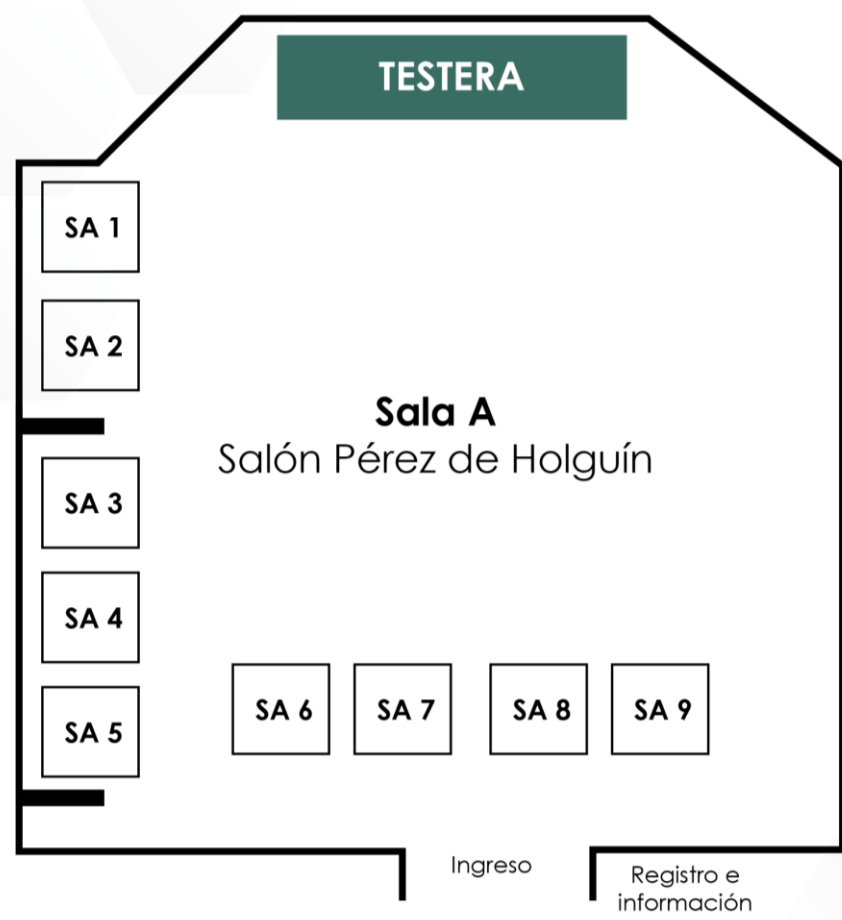 TESTERA
SA 1
SA 2
Sala A
Salón Pérez de Holguín
SA 3
SA 4
SA 5
SA 6
SA 7
SA 8
SA 9
Ingreso
Registro e
información